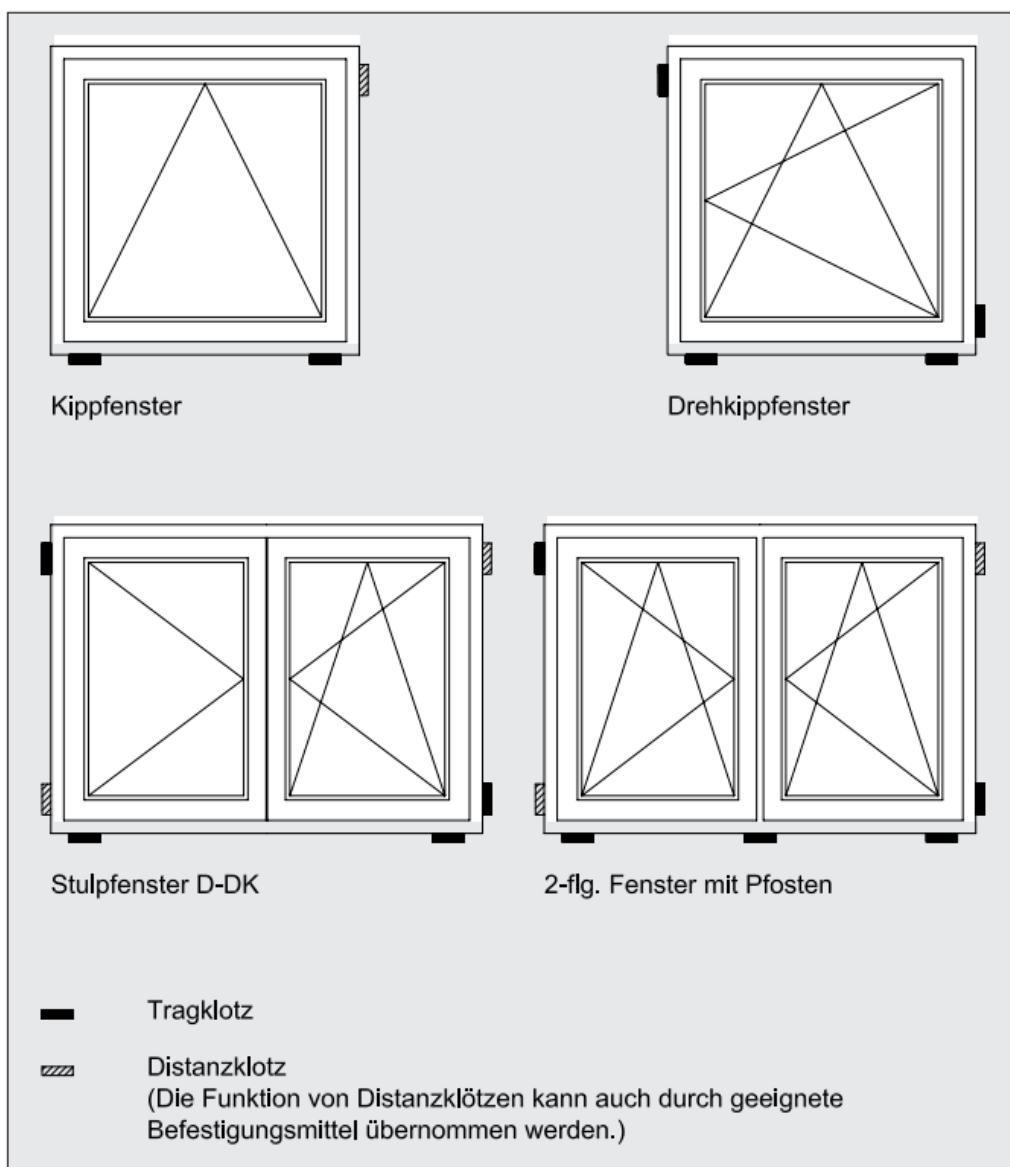 Kippfenster
Drehkippfenster
Stulpfenster D-DK
2-flg. Fenster mit Pfosten
Tragklotz
Distanzklotz
(Die Funktion von Distanzklötzen kann auch durch geeignete
Befestigungsmittel übernommen werden.)